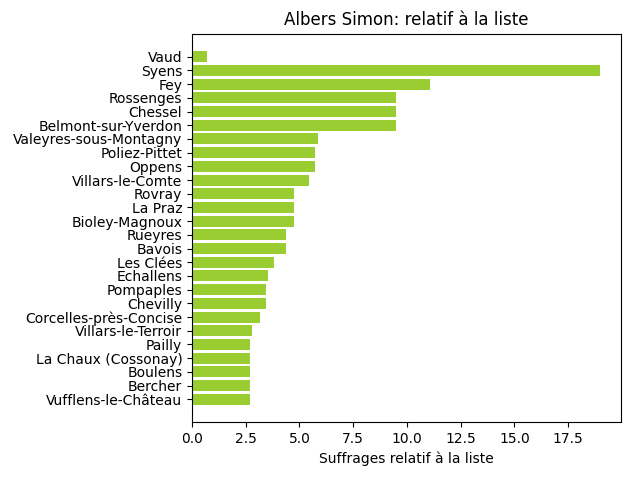 Albers Simon: relatif à la liste
Vaud
Syens
Fey
Rossenges
Chessel
Belmont-sur-Yverdon
Valeyres-sous-Montagny
Poliez-Pittet
Oppens
Villars-le-Comte
Rovray
La Praz
Bioley-Magnoux
Rueyres
Bavois
Les Clées
Echallens
Pompaples
Chevilly
Corcelles-près-Concise
Villars-le-Terroir
Pailly
La Chaux (Cossonay)
Boulens
Bercher
Vufflens-le-Château
0.0 2.5 5.0 7.5 10.0 12.5 15.0 17.5
Suffrages relatif à la liste